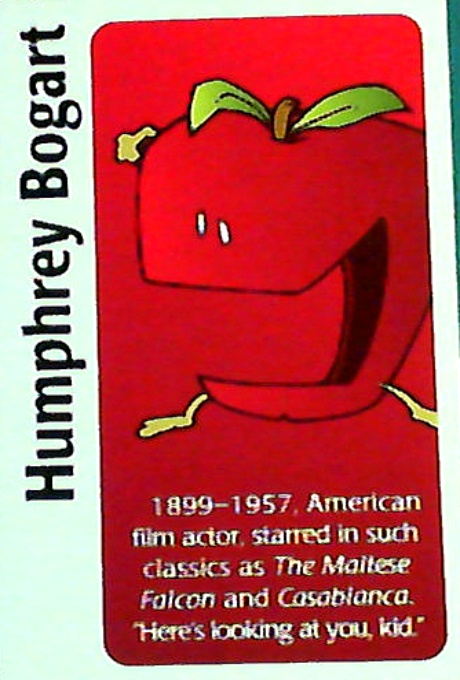 Humphrey Bogart
1899–1957, American
film actor, starred in such
classics as The Maltese
Falcon and Casablanca.
"Here's looking at you, kid."